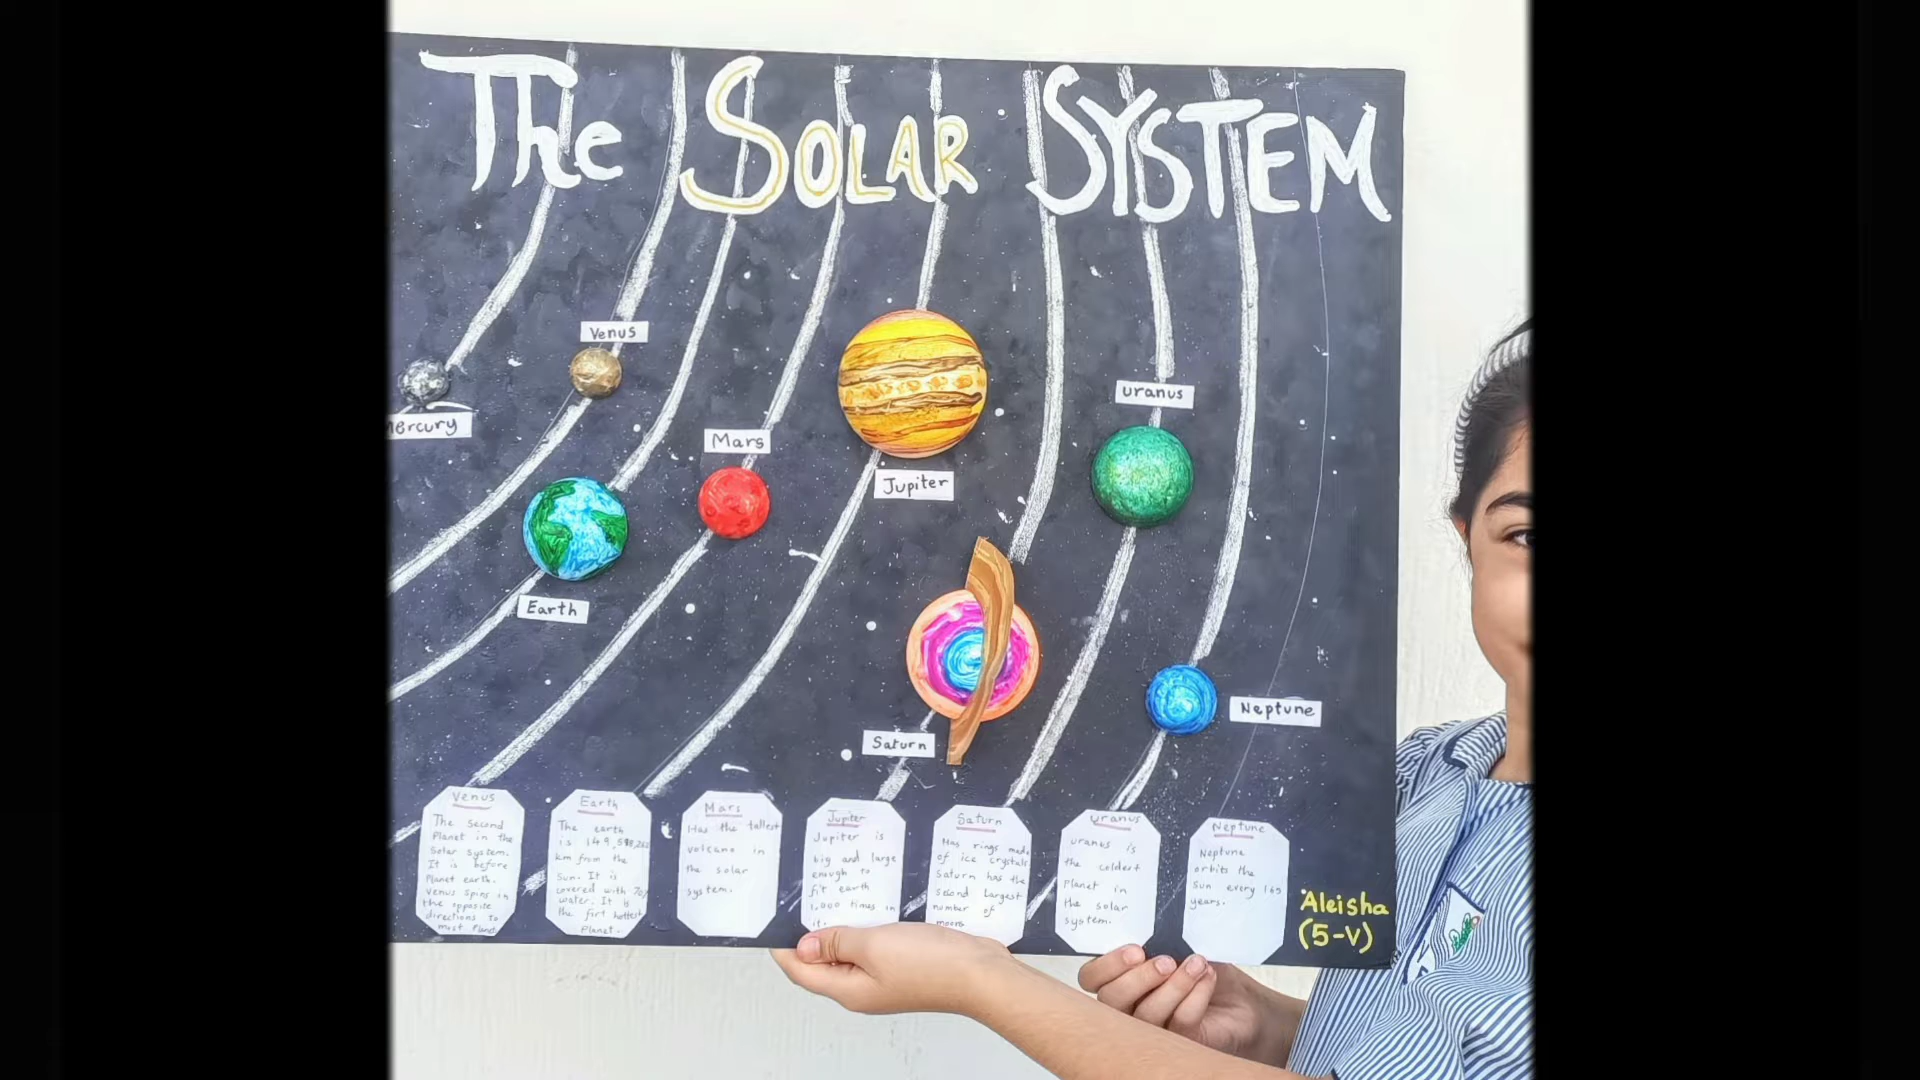 The SOLAR SYSTEM
Venus
Mercury
uranus
Mars
Jupiter
Earth
Neptune
Saturn
Venus
The second
Planet in the
Solar system.
It is before
Planet earth.
Venus spins in
the opposite
directions to
most Planet
Earth
The earth
is 149,598,262
km from the
Sun. It is
covered with 70%
water. It is
the
hottest
Planet.
Mars
Has the tallest
volcano in
the solar
system.
Jupiter
Jupiter is
big and large
enough to
fit earth
1,000 times in
it.
Saturn
Has rings made
of ice crystals
Saturn has the
second largest
number of
moons
uranus
uranus is
the coldest
Planet in
the solar
system.
Neptune
Neptune
orbits the
Sun every 165
years.
Aleisha
(5-V)